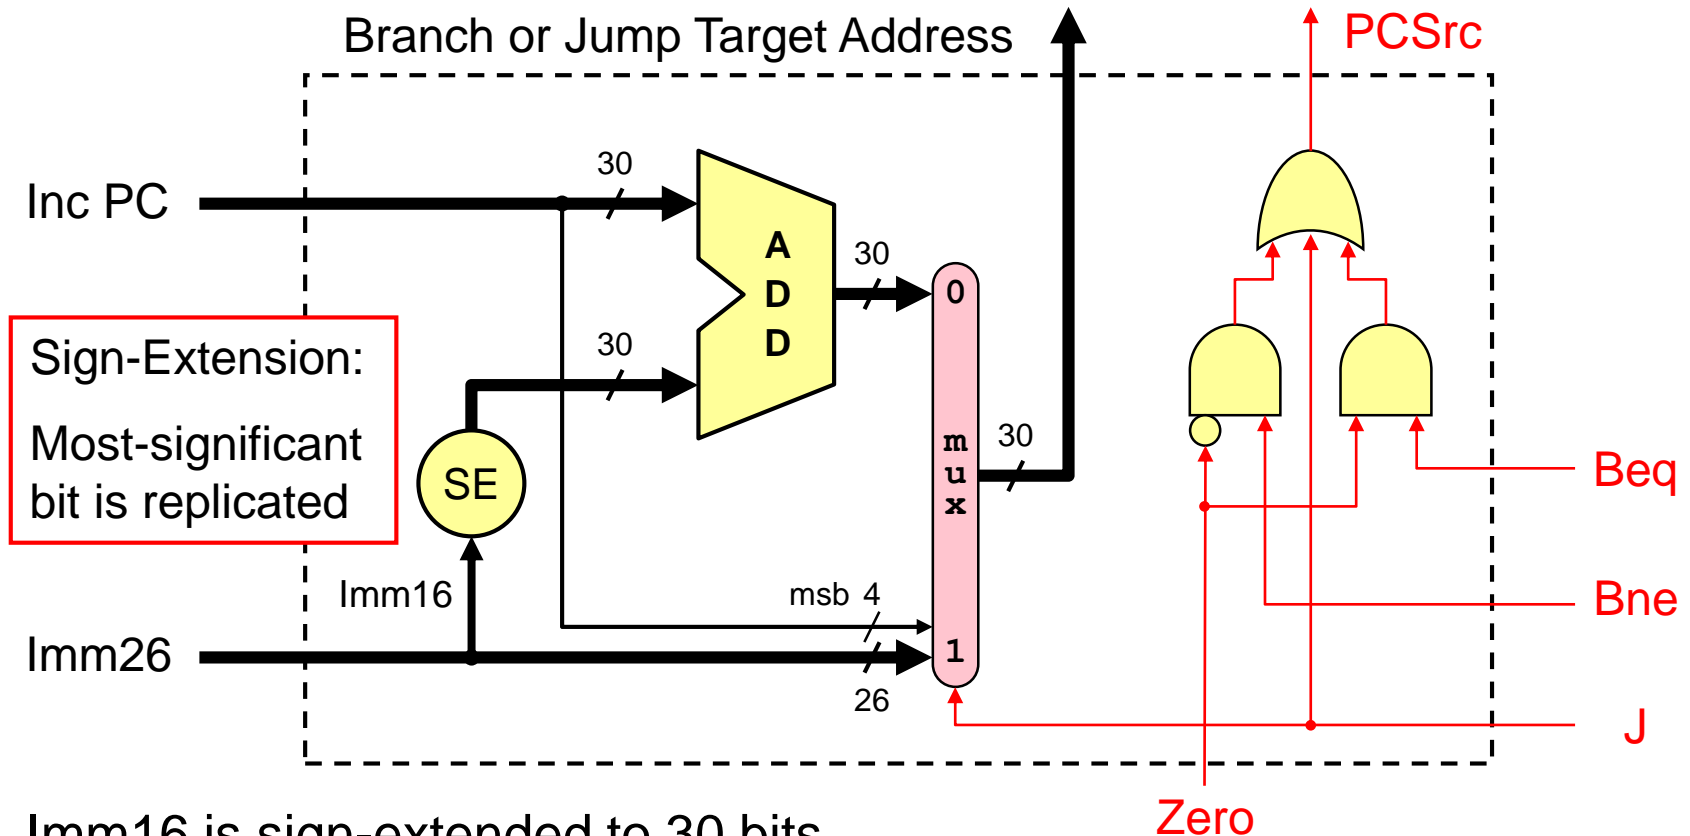 Branch or Jump Target Address
PCSrc
30
Inc PC
A
D
D
30
0
Sign-Extension:
Most-significant
bit is replicated
30
SE
mux
30
Beq
Imm16
msb 4
Bne
Imm26
1
26
J
Zero
Imm16 is sign-extended to 30 bits